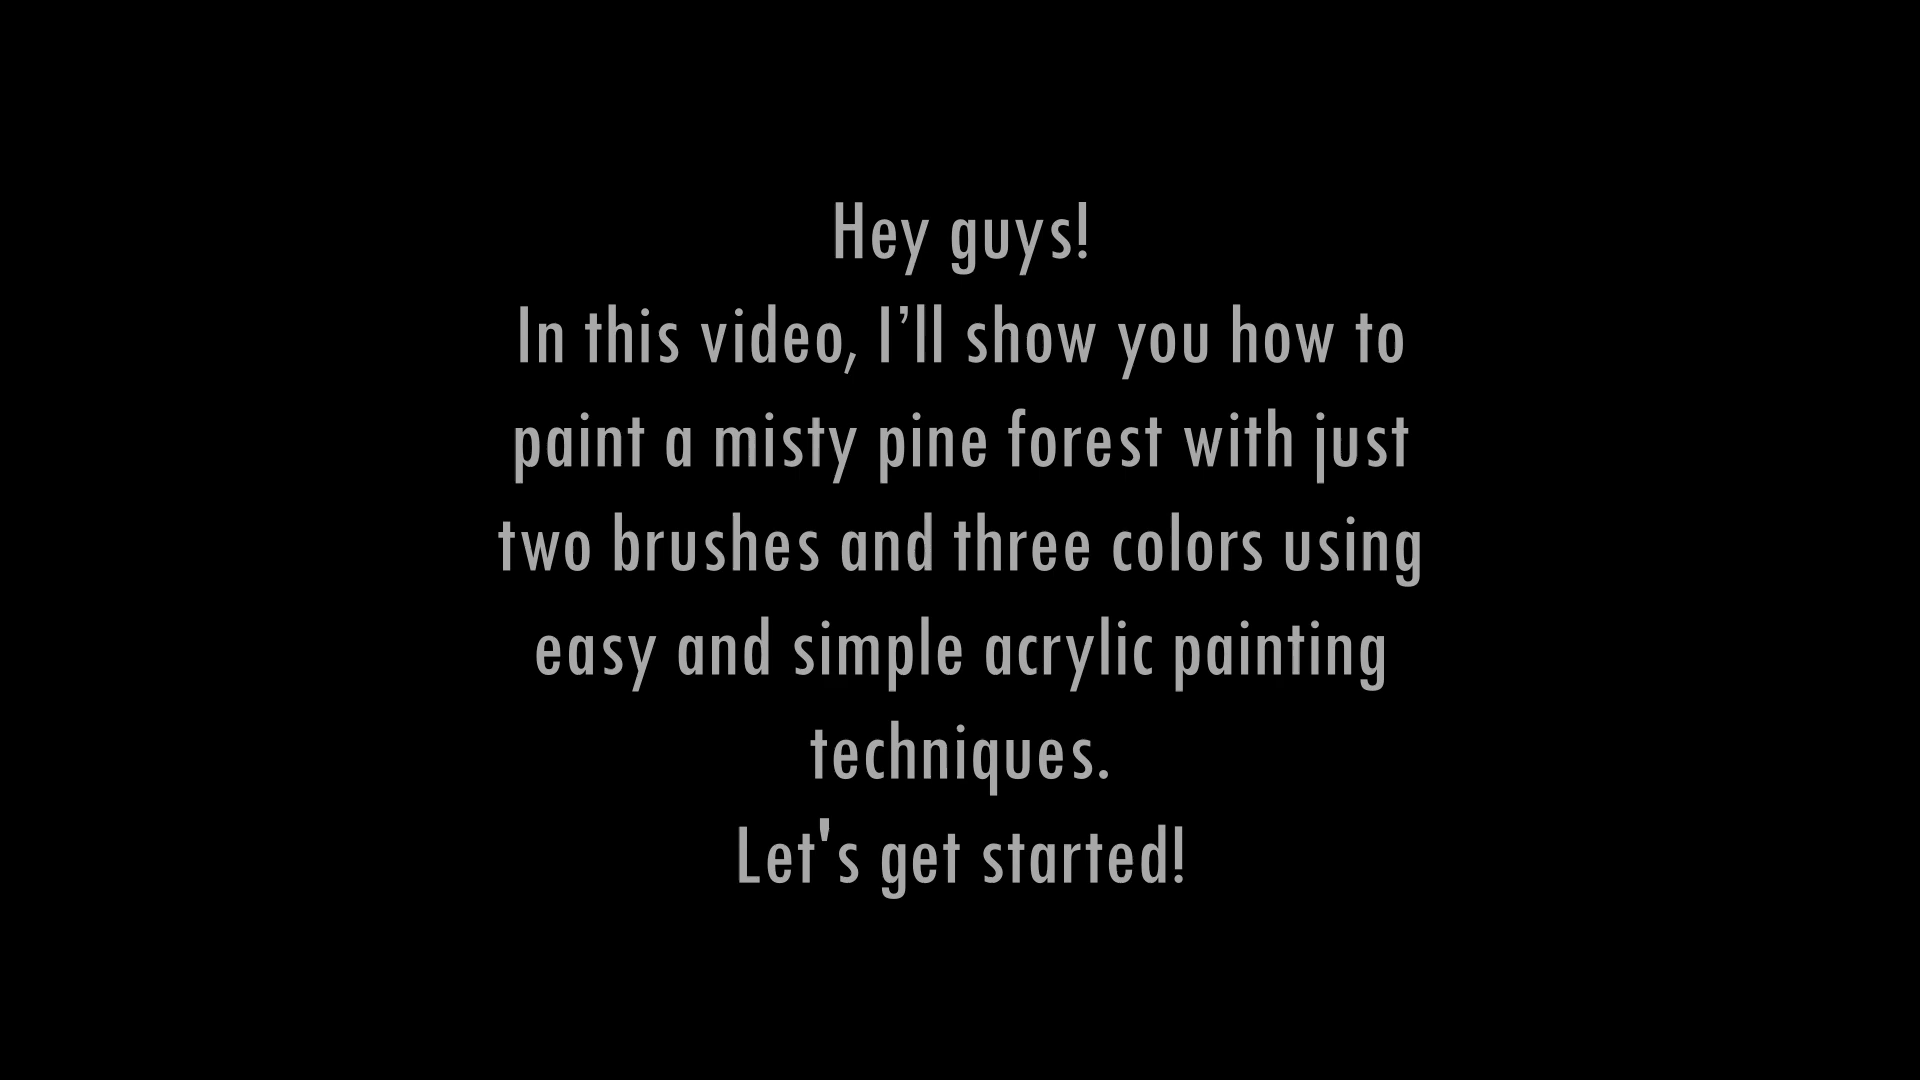 Hey guys!
In this video, I’ll show you how to
paint a misty pine forest with just
two brushes and three colors using
easy and simple acrylic painting
techniques.
Let's get started!